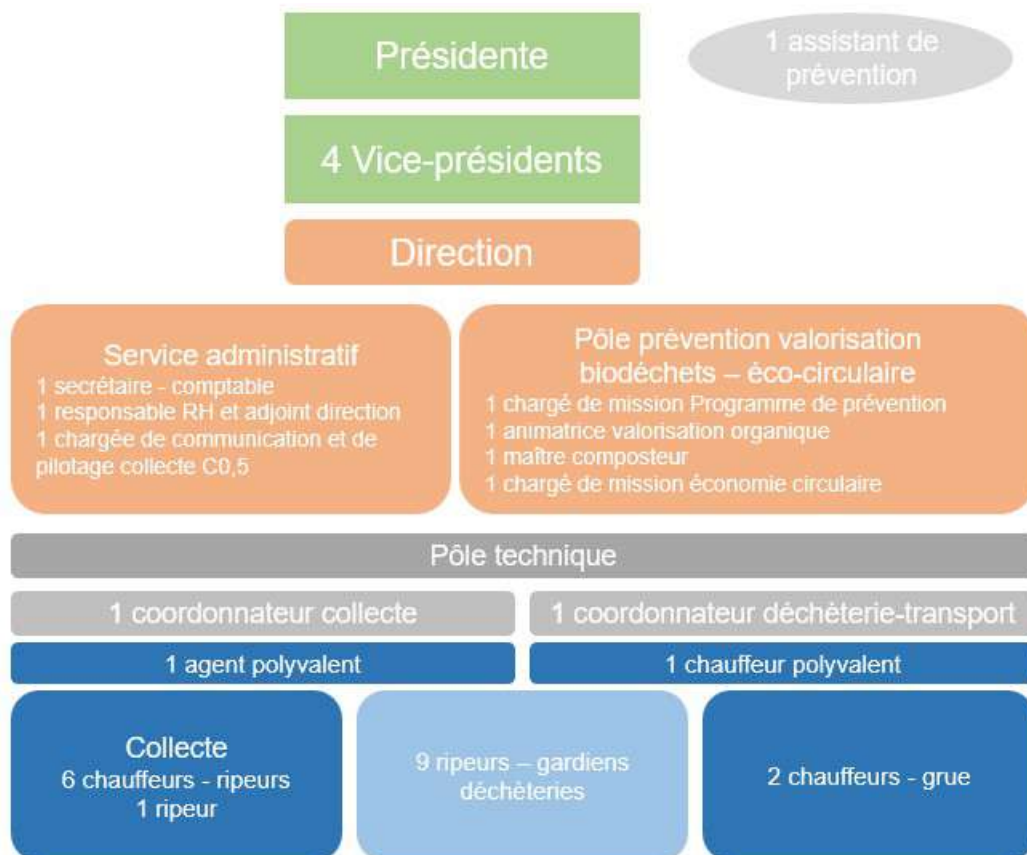 Présidente
1 assistant de
prévention
4 Vice-présidents
Direction
Service administratif
1 secrétaire - comptable
1 responsable RH et adjoint direction
1 chargée de communication et de
pilotage collecte C0,5
Pôle prévention valorisation
biodéchets – éco-circulaire
1 chargé de mission Programme de prévention
1 animatrice valorisation organique
1 maître composteur
1 chargé de mission économie circulaire
Pôle technique
1 coordonnateur collecte
1 coordonnateur déchèterie-transport
1 agent polyvalent
1 chauffeur polyvalent
Collecte
6 chauffeurs - ripeurs
1 ripeur
9 ripeurs – gardiens
déchèteries
2 chauffeurs - grue